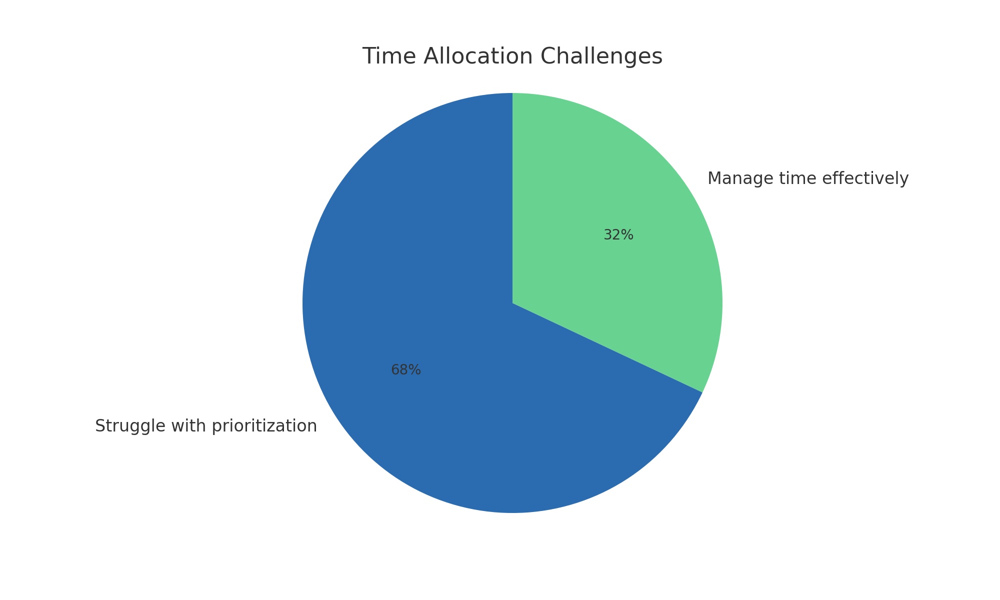 Time Allocation Challenges
Manage time effectively
32%
68%
Struggle with prioritization